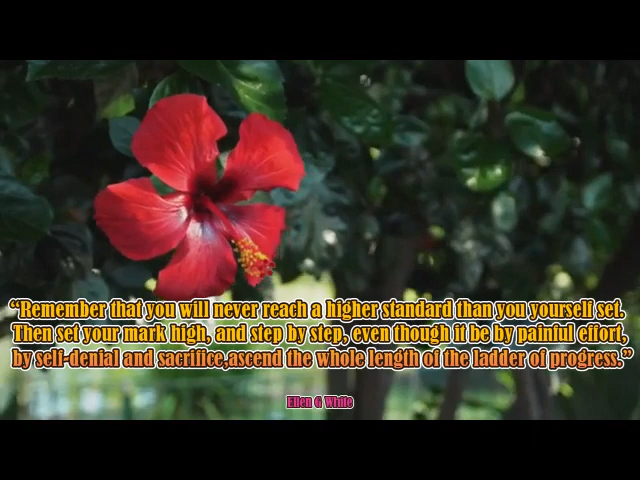 “Remember that you will never reach a higher standard than you yourself set.
Then set your mark high, and step by step, even though it be by painful effort,
by self-denial and sacrifice,ascend the whole length of the ladder of progress.”
Ellen G White